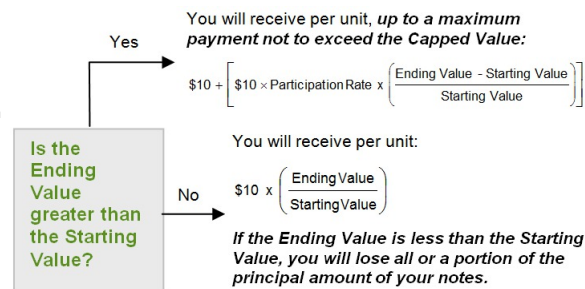 You will receive per unit, up to a maximum
payment not to exceed the Capped Value:
Yes
$10 + [ $10 × Participation Rate x ( Ending Value - Starting Value / Starting Value ) ]
Is the
Ending
Value
greater than
the Starting
Value?
No
You will receive per unit:
$10 x ( Ending Value / Starting Value )
If the Ending Value is less than the Starting
Value, you will lose all or a portion of the
principal amount of your notes.